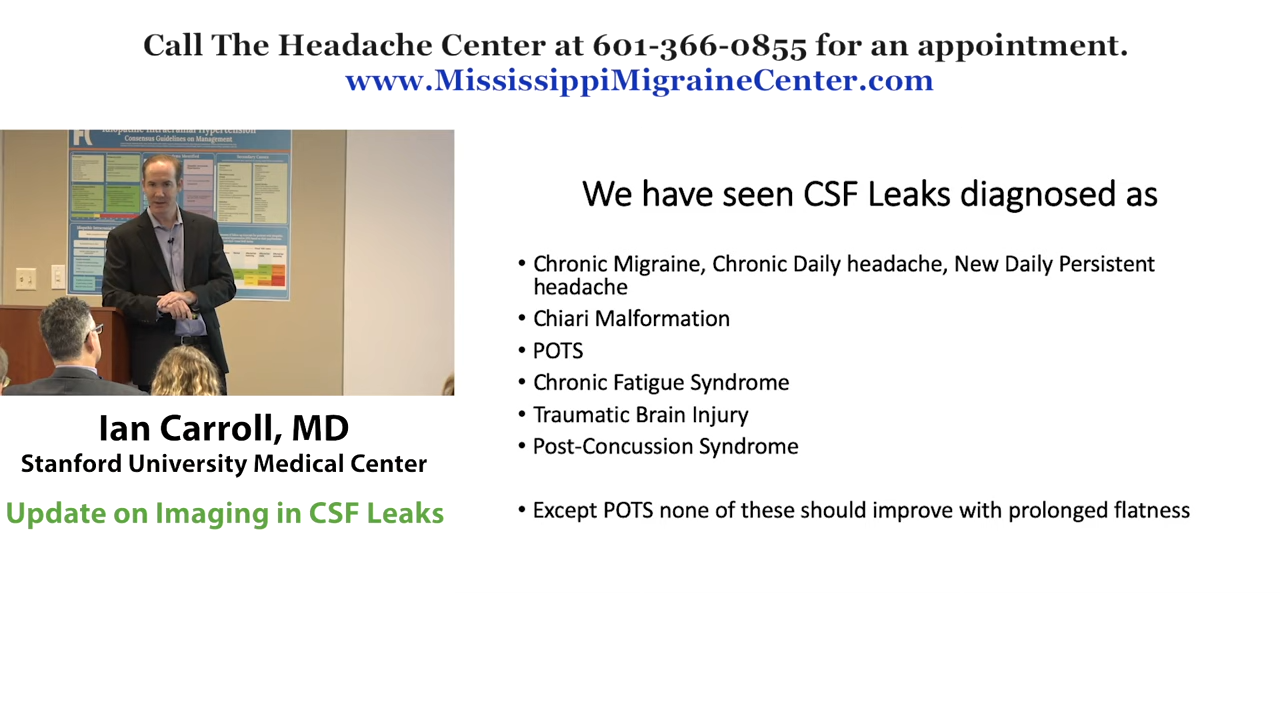 Call The Headache Center at 601-366-0855 for an appointment.
www.MississippiMigraineCenter.com
Consensus Guidelines on Management
We have seen CSF Leaks diagnosed as
• Chronic Migraine, Chronic Daily headache, New Daily Persistent
headache
• Chiari Malformation
• POTS
• Chronic Fatigue Syndrome
• Traumatic Brain Injury
• Post-Concussion Syndrome
• Except POTS none of these should improve with prolonged flatness
Ian Carroll, MD
Stanford University Medical Center
Update on Imaging in CSF Leaks